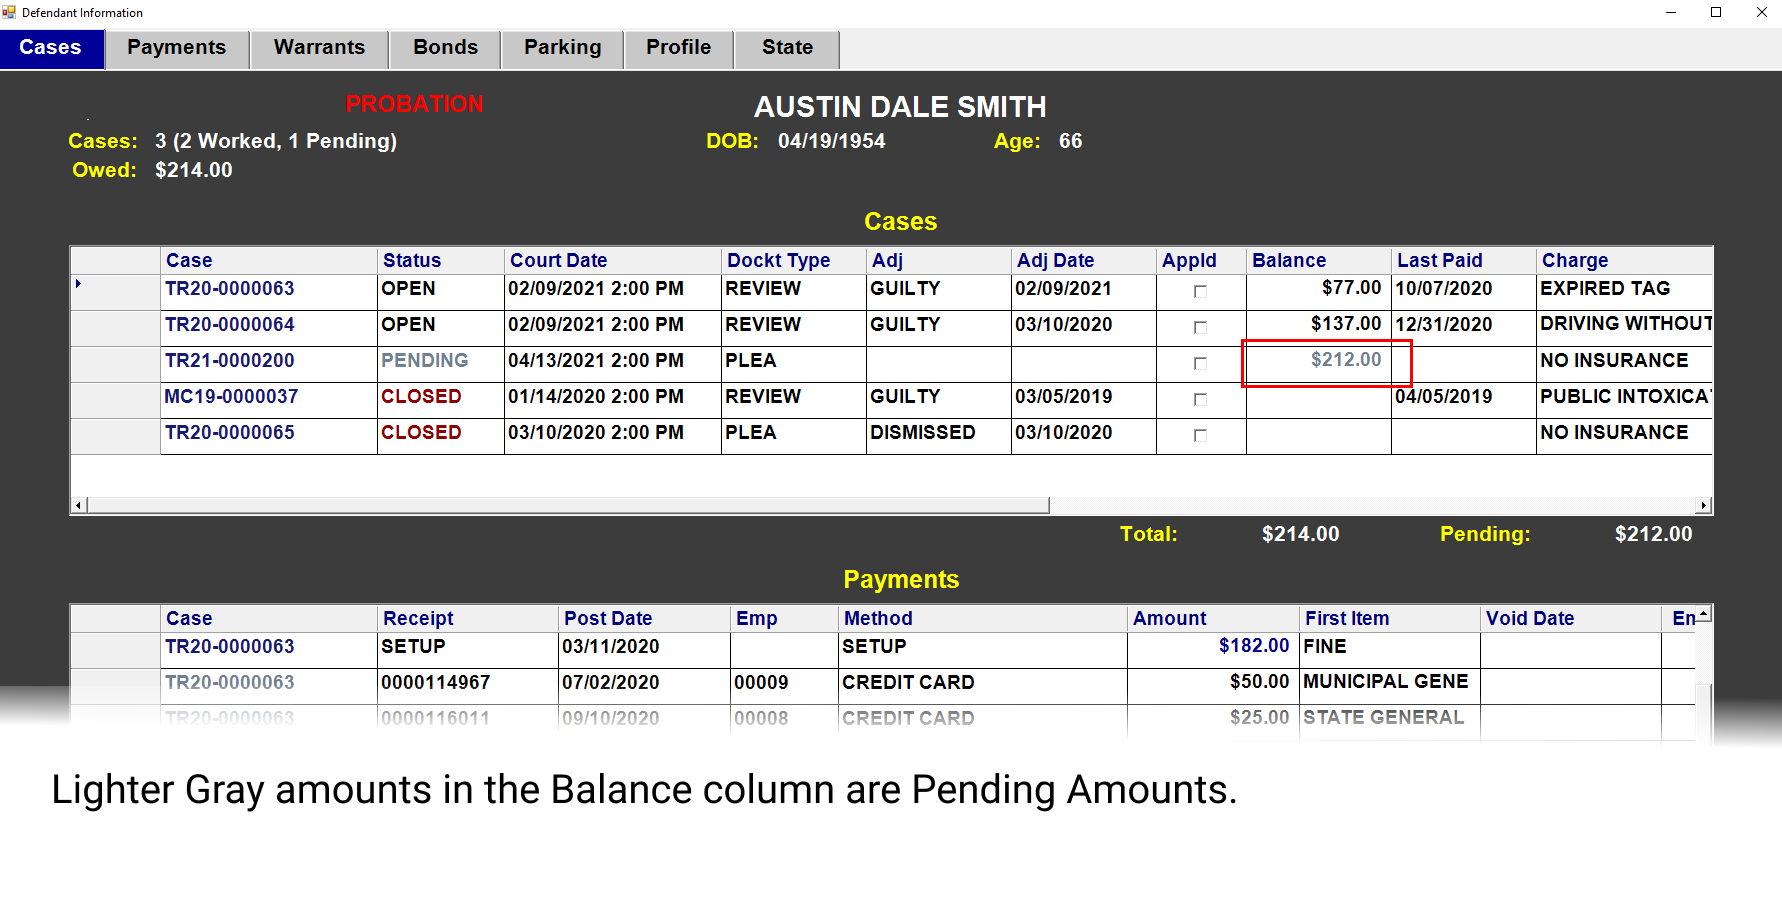 Defendant Information
Cases Payments Warrants Bonds Parking Profile State
PROBATION AUSTIN DALE SMITH
Cases: 3 (2 Worked, 1 Pending) DOB: 04/19/1954 Age: 66
Owed: $214.00
Cases
Case Status Court Date Dockt Type Adj Adj Date Appld Balance Last Paid Charge
TR20-0000063 OPEN 02/09/2021 2:00 PM REVIEW GUILTY 02/09/2021 $77.00 10/07/2020 EXPIRED TAG
TR20-0000064 OPEN 02/09/2021 2:00 PM REVIEW GUILTY 03/10/2020 $137.00 12/31/2020 DRIVING WITHOUT
TR21-0000200 PENDING 04/13/2021 2:00 PM PLEA $212.00 NO INSURANCE
MC19-0000037 CLOSED 01/14/2020 2:00 PM REVIEW GUILTY 03/05/2019 04/05/2019 PUBLIC INTOXICA
TR20-0000065 CLOSED 03/10/2020 2:00 PM PLEA DISMISSED 03/10/2020 NO INSURANCE
Total: $214.00 Pending: $212.00
Payments
Case Receipt Post Date Emp Method Amount First Item Void Date En
TR20-0000063 SETUP 03/11/2020 SETUP $182.00 FINE
TR20-0000063 0000114967 07/02/2020 00009 CREDIT CARD $50.00 MUNICIPAL GENE
TR20-0000063 0000116011 09/10/2020 00008 CREDIT CARD $25.00 STATE GENERAL
Lighter Gray amounts in the Balance column are Pending Amounts.